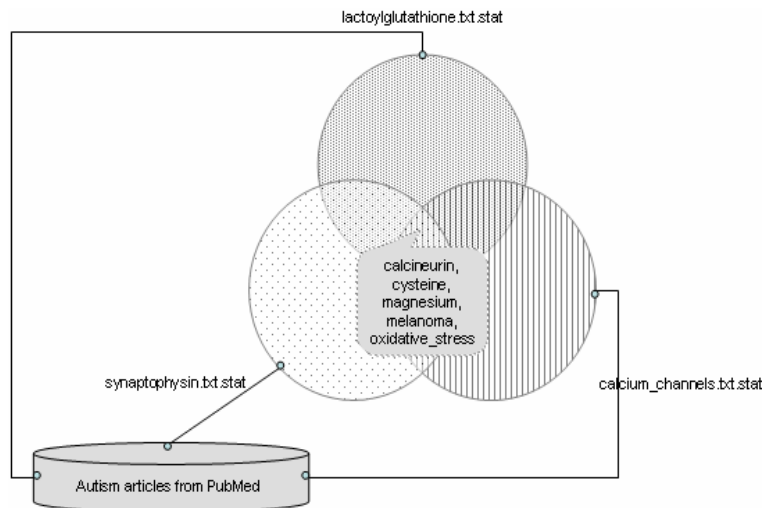 lactoylglutathione.txt.stat
calcineurin,
cysteine,
magnesium,
melanoma,
oxidative_stress
synaptophysin.txt.stat
calcium_channels.txt.stat
Autism articles from PubMed